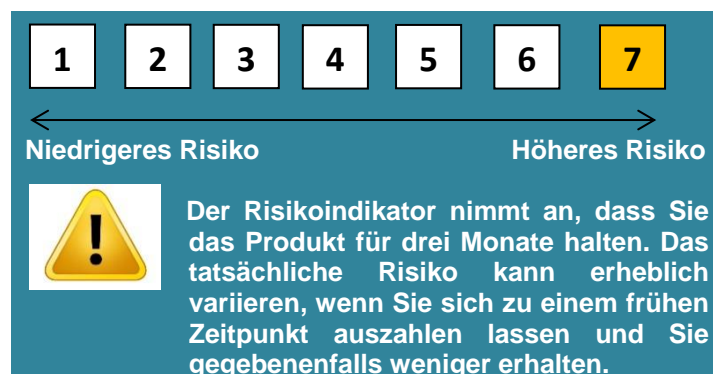 1 2 3 4 5 6 7
Niedrigeres Risiko Höheres Risiko
Der Risikoindikator nimmt an, dass Sie
das Produkt für drei Monate halten. Das
tatsächliche Risiko kann erheblich
variieren, wenn Sie sich zu einem frühen
Zeitpunkt auszahlen lassen und Sie
gegebenenfalls weniger erhalten.